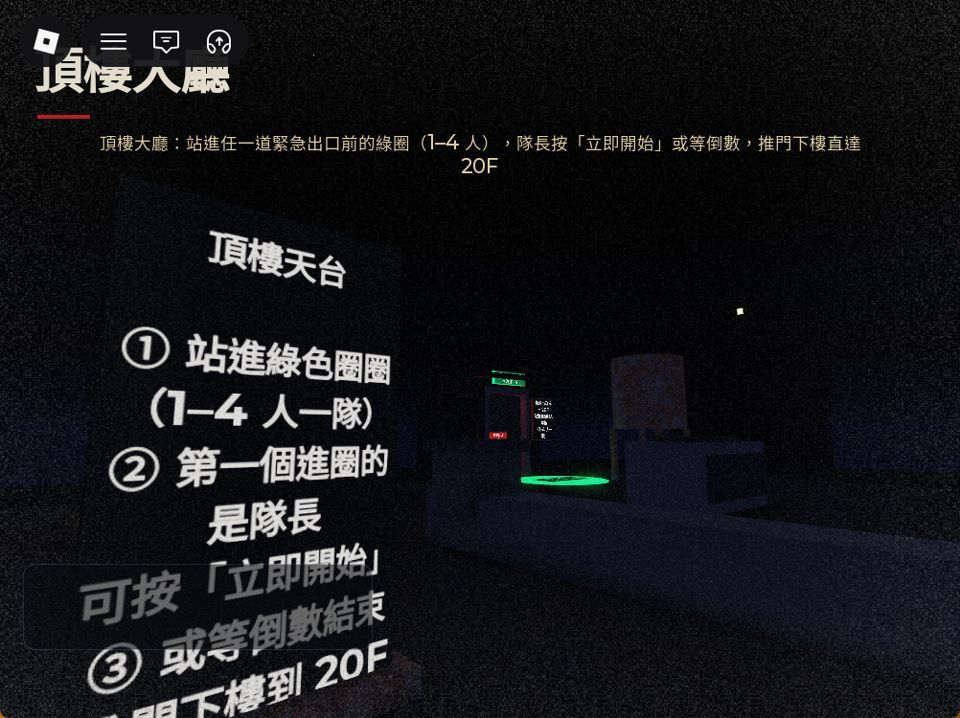 頂樓大廳
頂樓大廳：站進任一道緊急出口前的綠圈（1–4 人），隊長按「立即開始」或等倒數，推門下樓直達
20F
頂樓天台
① 站進綠色圈圈
（1–4 人一隊）
② 第一個進圈的
是隊長
可按「立即開始」
或等倒數結束
③
門下樓到 20F